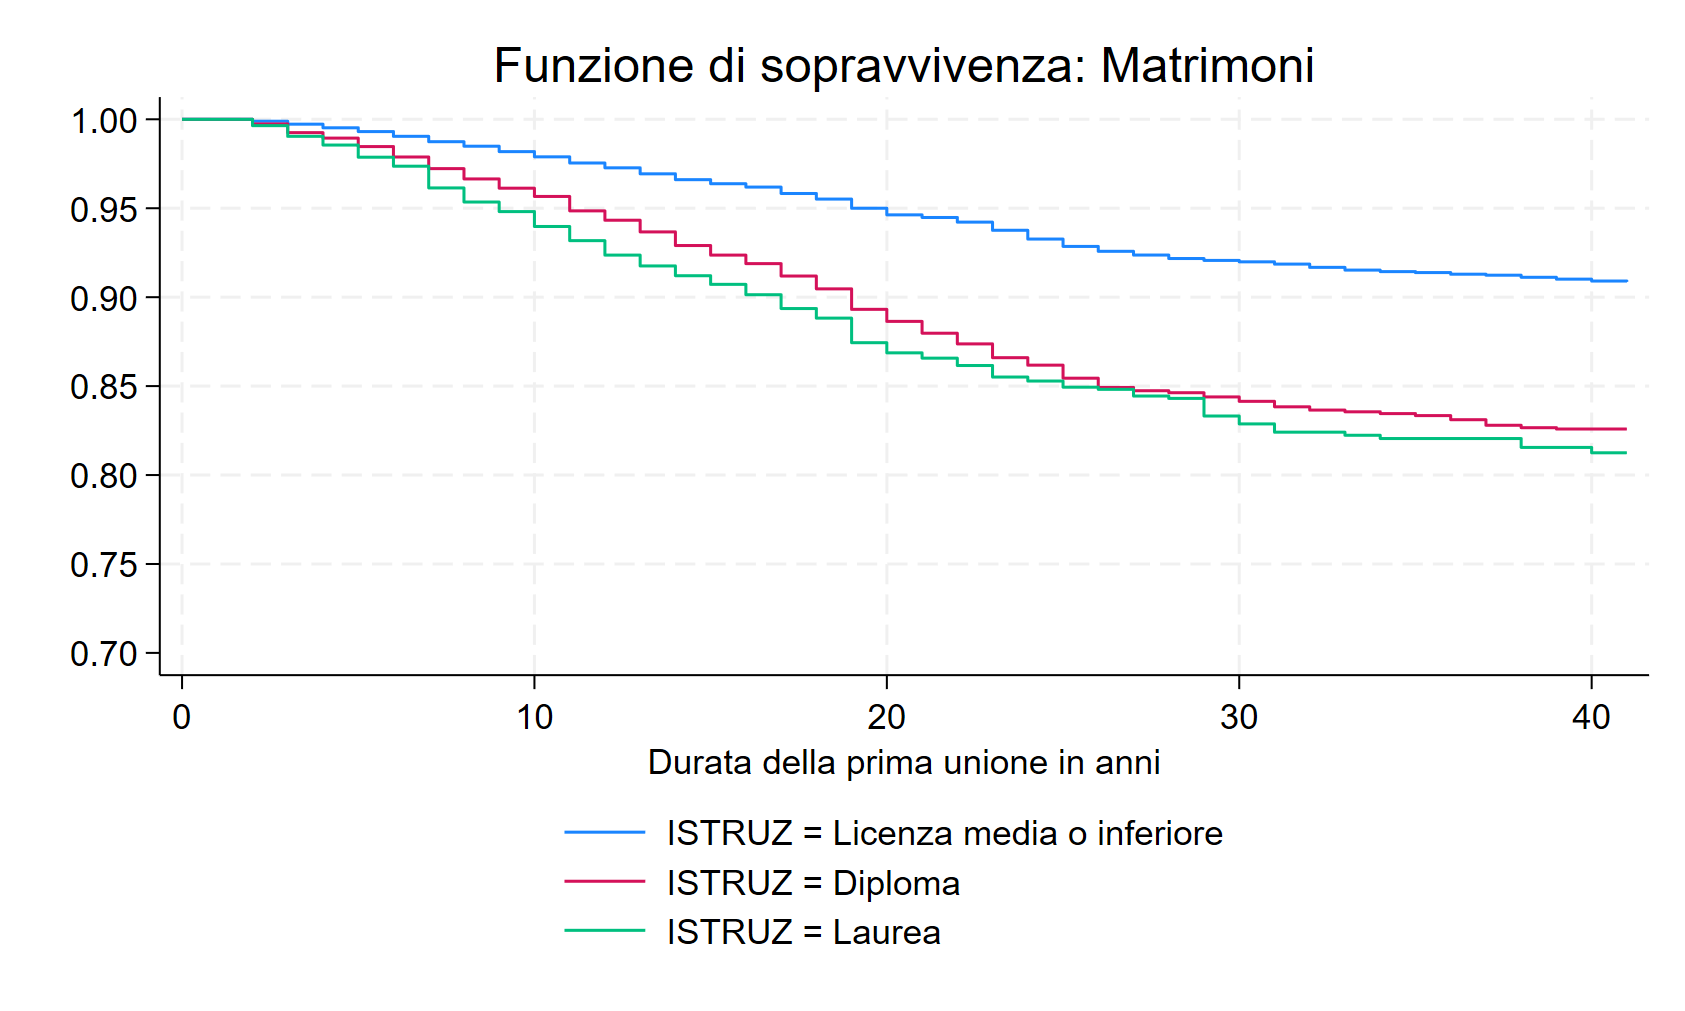 Funzione di sopravvivenza: Matrimoni
1.00
0.95
0.90
0.85
0.80
0.75
0.70
0 10 20 30 40
Durata della prima unione in anni
ISTRUZ = Licenza media o inferiore
ISTRUZ = Diploma
ISTRUZ = Laurea